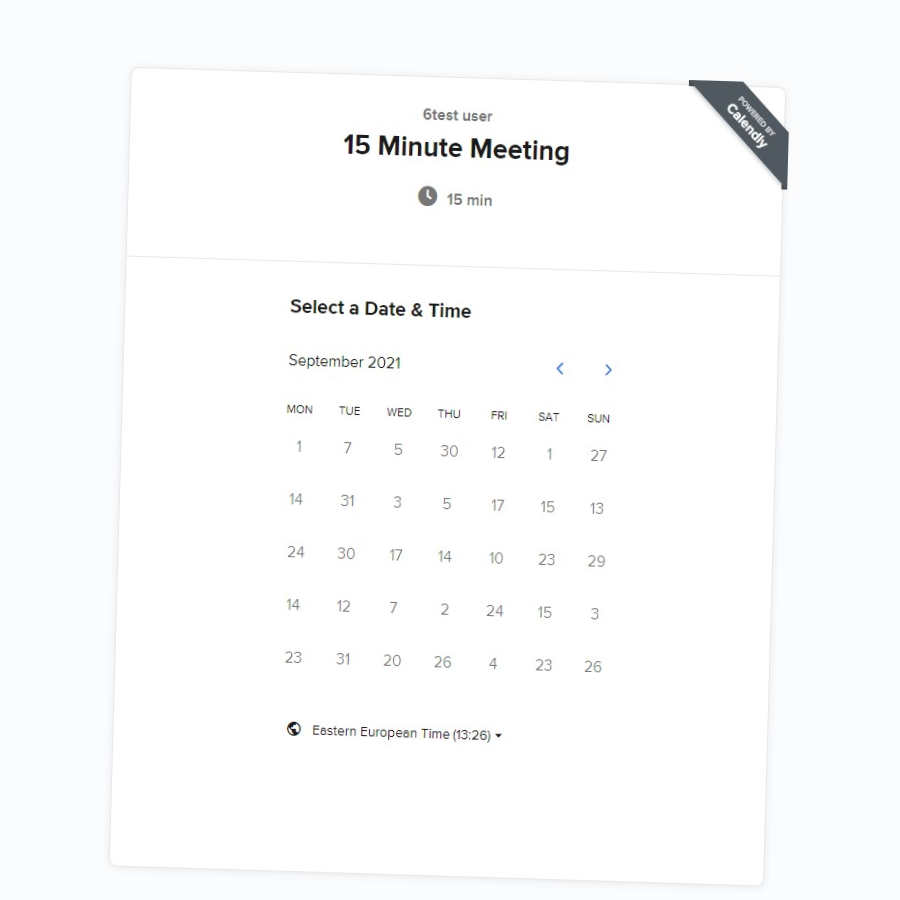 POWERED BY
Calendly
6test user
15 Minute Meeting
15 min
Select a Date & Time
September 2021
MON TUE WED THU FRI SAT SUN
1 7 5 30 12 1 27
14 31 3 5 17 15 13
24 30 17 14 10 23 29
14 12 7 2 24 15 3
23 31 20 26 4 23 26
Eastern European Time (13:26)